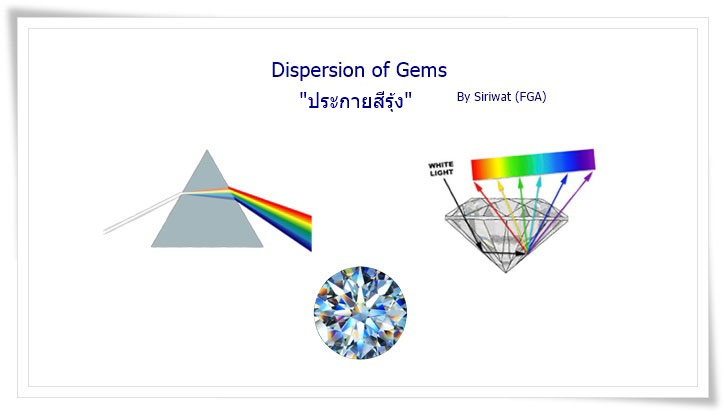 Dispersion of Gems
"ประกายสีรุ้ง"
By Siriwat (FGA)
WHITE
LIGHT